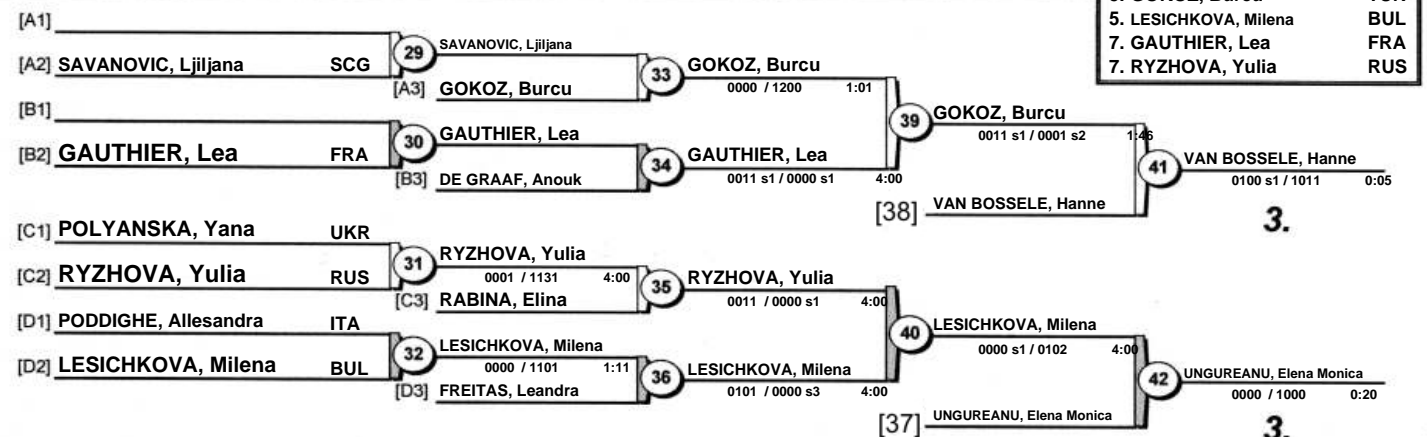 5. LESICHKOVA, Milena BUL
7. GAUTHIER, Lea FRA
7. RYZHOVA, Yulia RUS
[A1]
[A2] SAVANOVIC, Ljiljana SCG
29
SAVANOVIC, Ljiljana
[A3] GOKOZ, Burcu
33
GOKOZ, Burcu
0000 / 1200 1:01
[B1]
[B2] GAUTHIER, Lea FRA
30
GAUTHIER, Lea
[B3] DE GRAAF, Anouk
34
GAUTHIER, Lea
0011 s1 / 0000 s1 4:00
39
GOKOZ, Burcu
0011 s1 / 0001 s2 1:46
[38] VAN BOSSELE, Hanne
41
VAN BOSSELE, Hanne
0100 s1 / 1011 0:05
3.
[C1] POLYANSKA, Yana UKR
[C2] RYZHOVA, Yulia RUS
31
RYZHOVA, Yulia
0001 / 1131 4:00
[C3] RABINA, Elina
35
RYZHOVA, Yulia
0011 / 0000 s1 4:00
[D1] PODDIGHE, Allesandra ITA
[D2] LESICHKOVA, Milena BUL
32
LESICHKOVA, Milena
0000 / 1101 1:11
[D3] FREITAS, Leandra
36
LESICHKOVA, Milena
0101 / 0000 s3 4:00
40
LESICHKOVA, Milena
0000 s1 / 0102 4:00
[37] UNGUREANU, Elena Monica
42
UNGUREANU, Elena Monica
0000 / 1000 0:20
3.